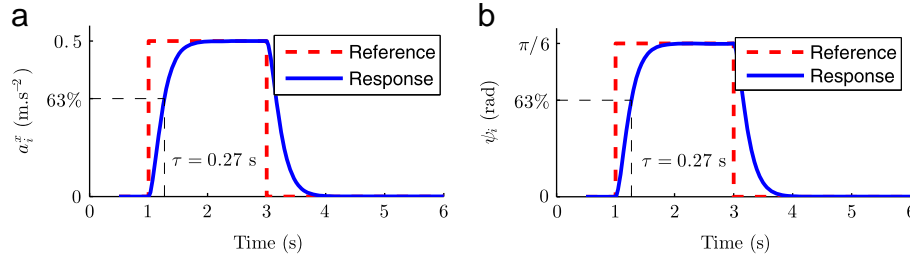 a
0.5
63%
0
a_i^x (m.s⁻²)
Reference
Response
τ = 0.27 s
0 1 2 3 4 5 6
Time (s)
b
π/6
63%
0
ψ_i (rad)
Reference
Response
τ = 0.27 s
0 1 2 3 4 5 6
Time (s)